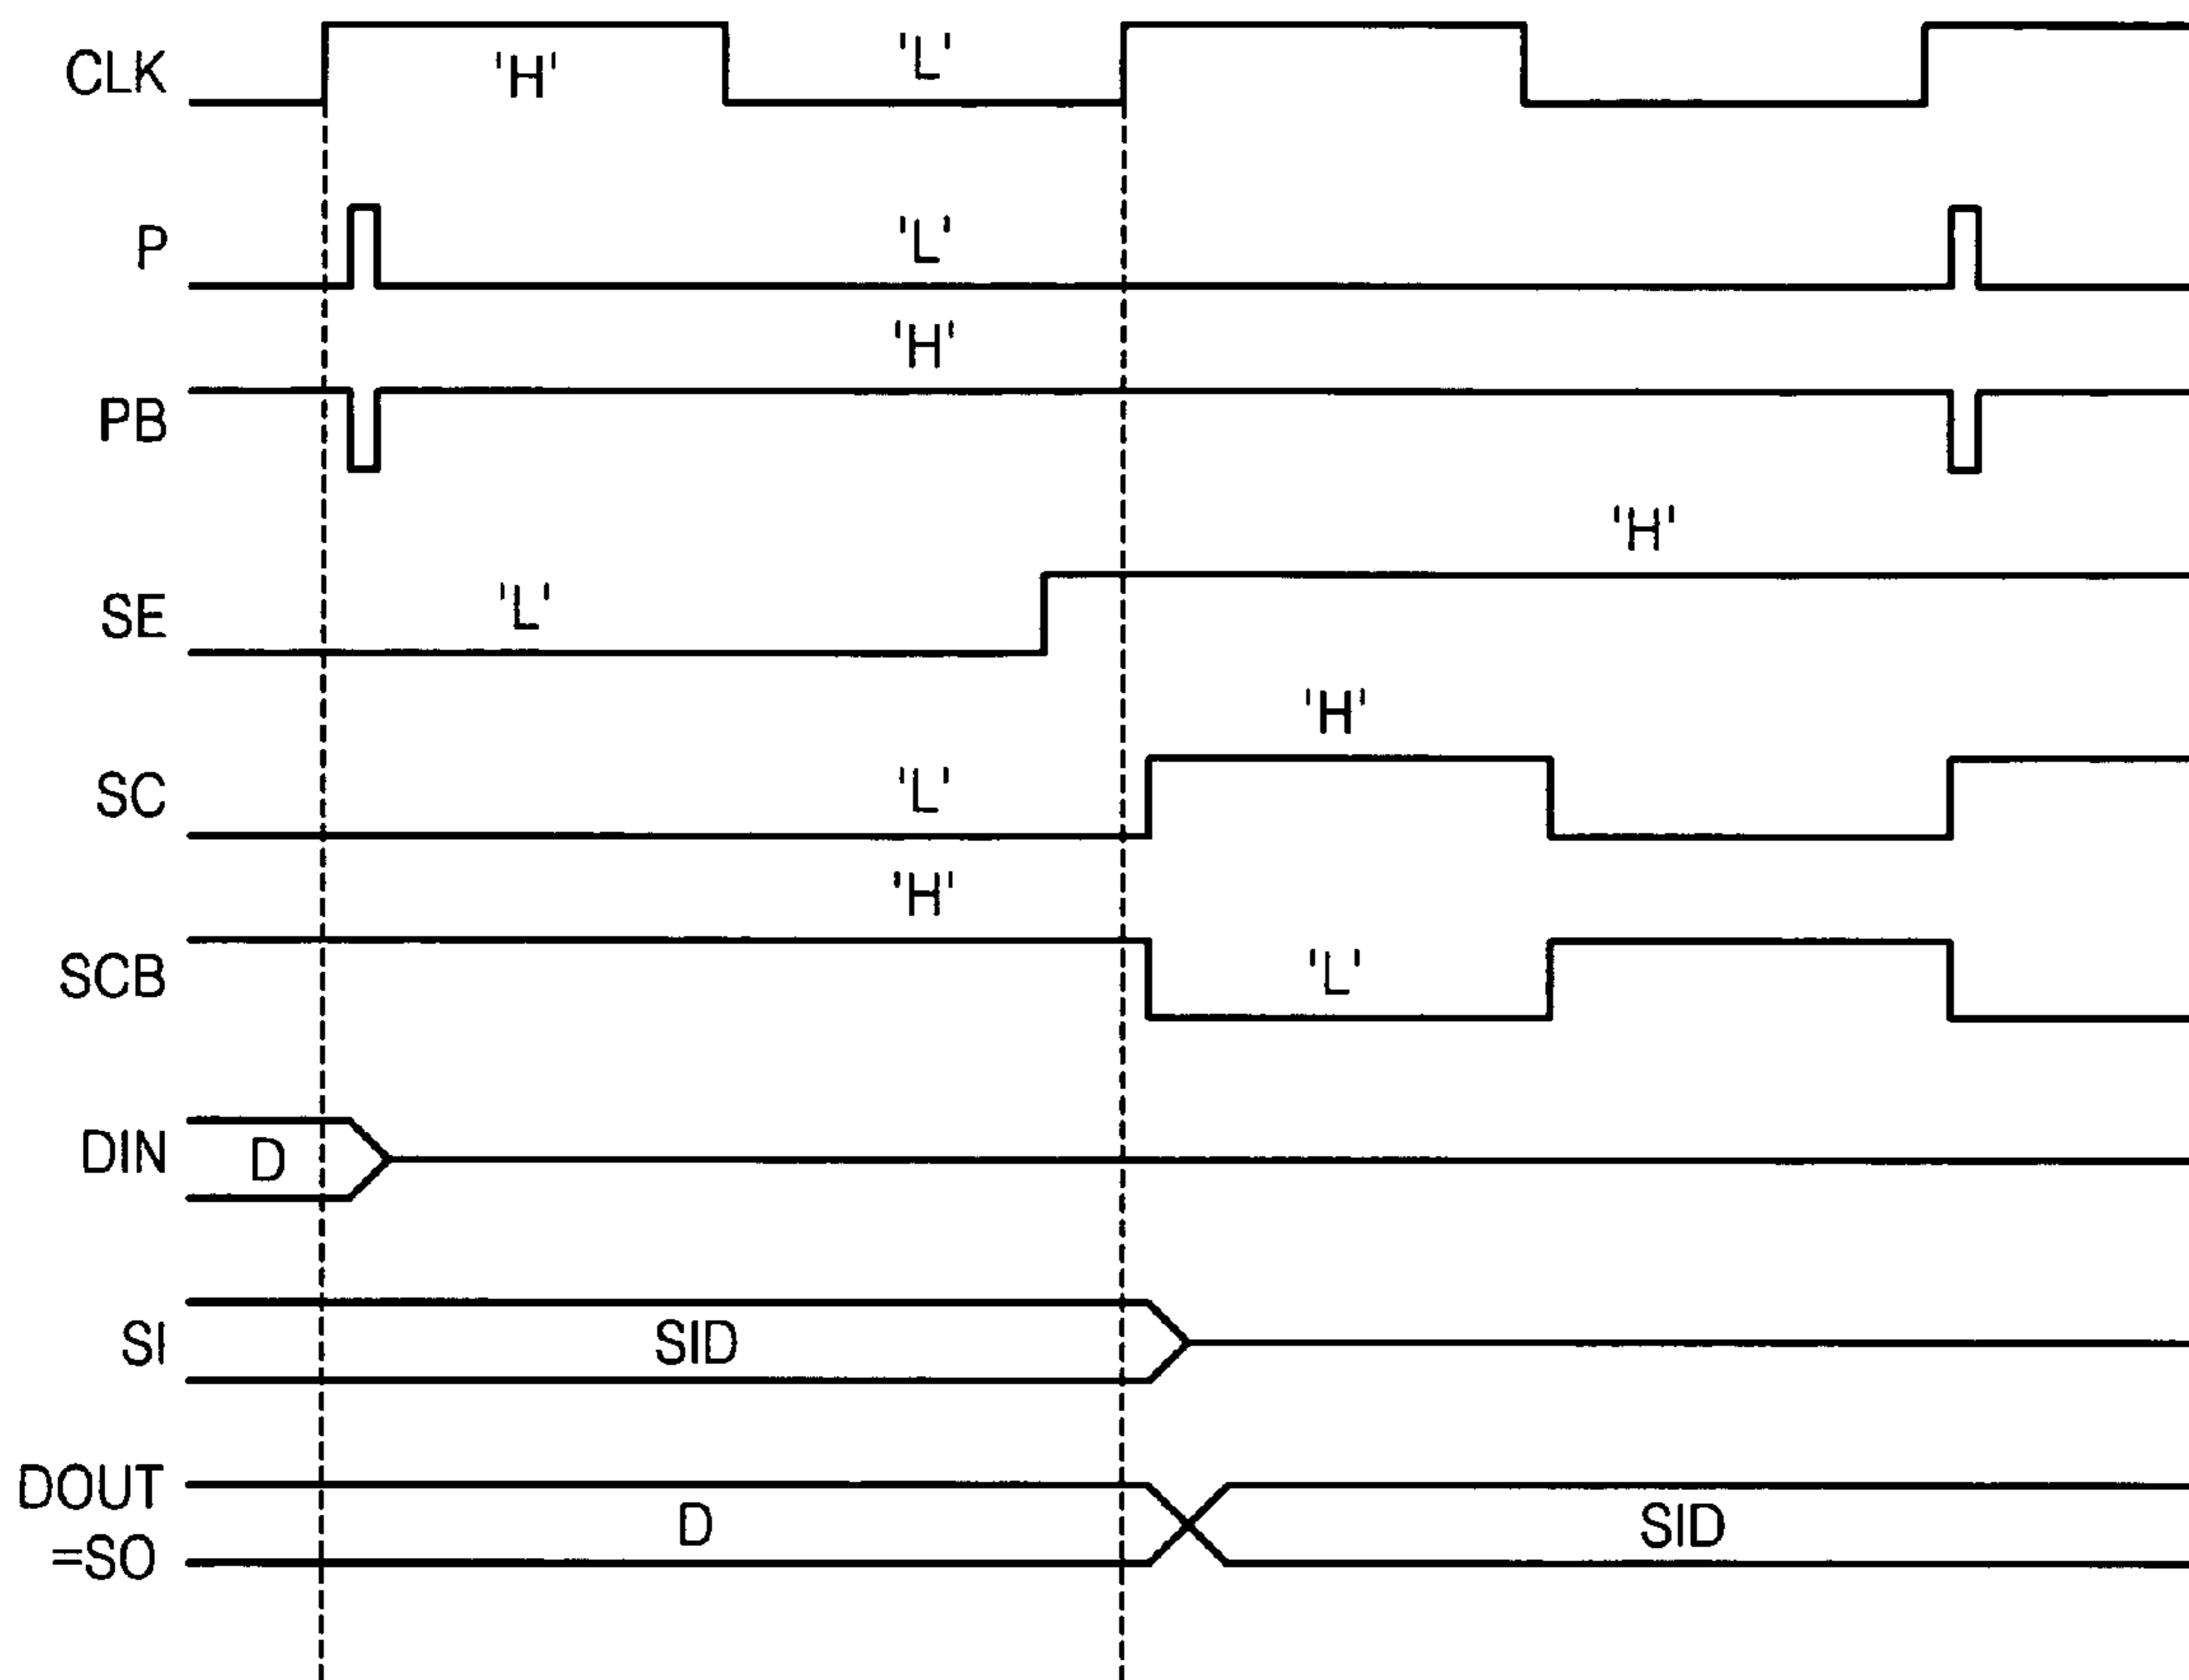 CLK 'H' 'L'
P 'L'
PB 'H'
SE 'L' 'H'
SC 'L' 'H'
SCB 'H' 'L'
DIN D
SI SID
DOUT
=SO D SID